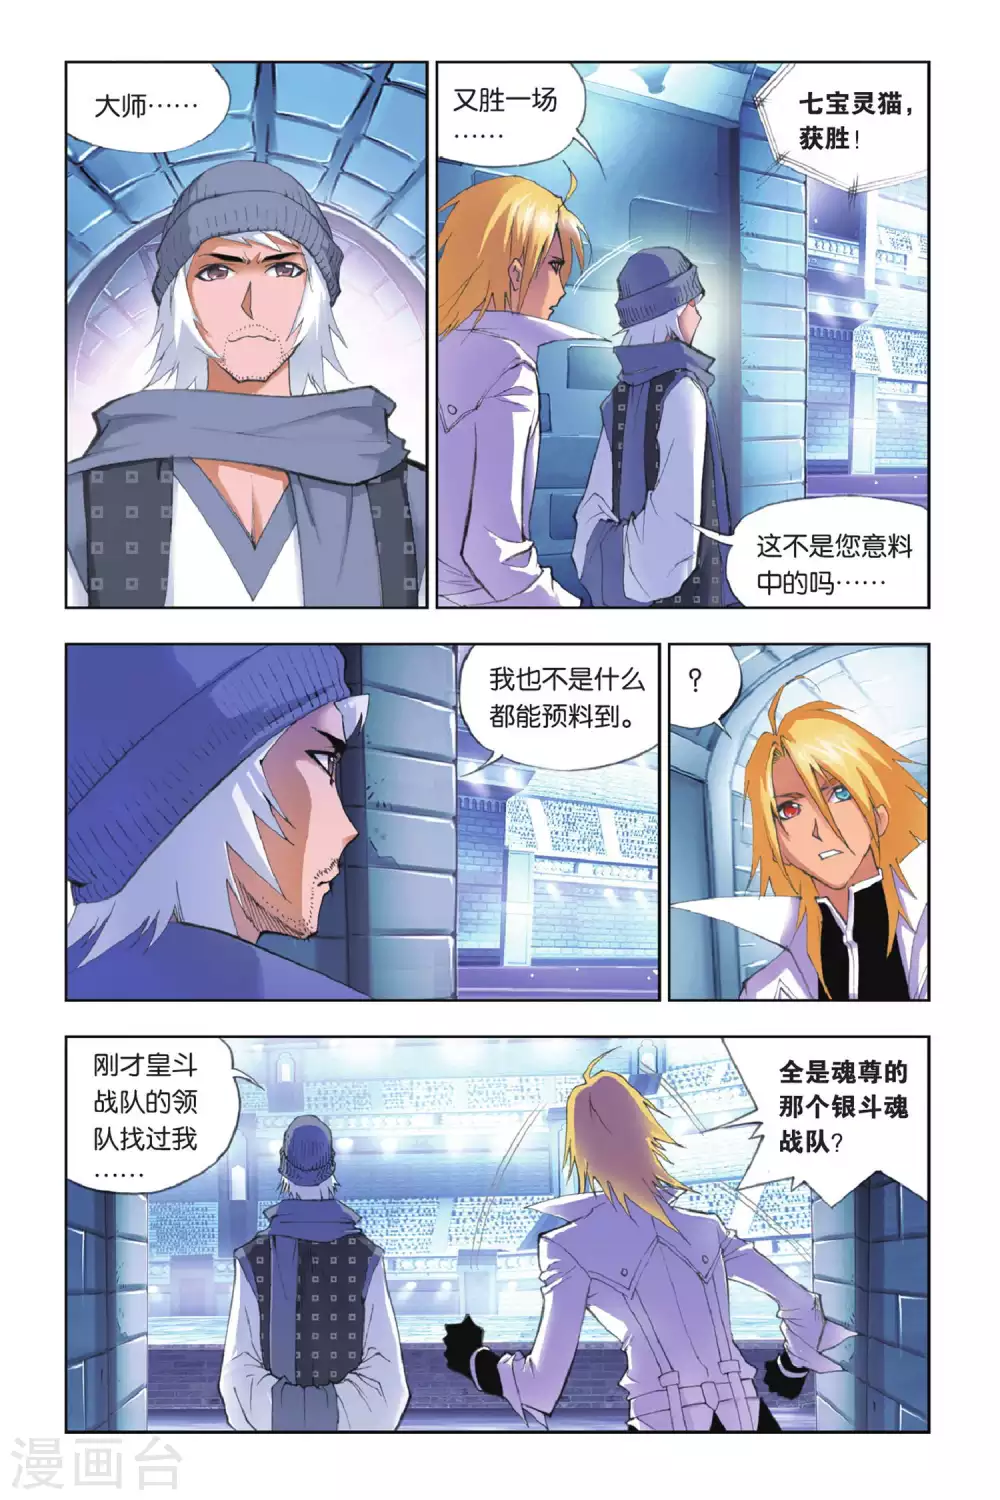 大师……
又胜一场
……
七宝灵猫，
获胜！
这不是您意料
中的吗……
我也不是什么
都能预料到。
？
刚才皇斗
战队的领
队找过我
……
全是魂尊的
那个银斗魂
战队？
漫画台